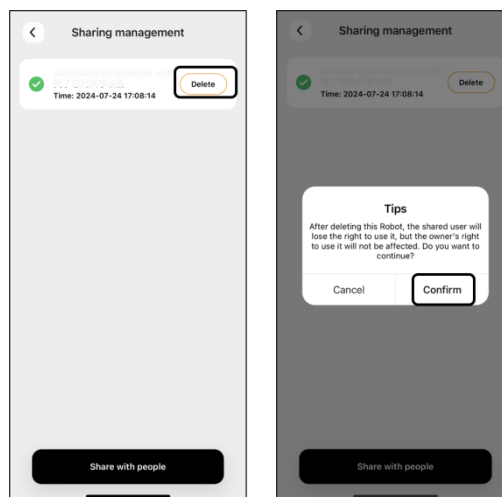 Sharing management
Delete
Time: 2024-07-24 17:08:14
Share with people
Sharing management
Delete
Time: 2024-07-24 17:08:14
Tips
After deleting this Robot, the shared user will
lose the right to use it, but the owner's right
to use it will not be affected. Do you want to
continue?
Cancel
Confirm
Share with people